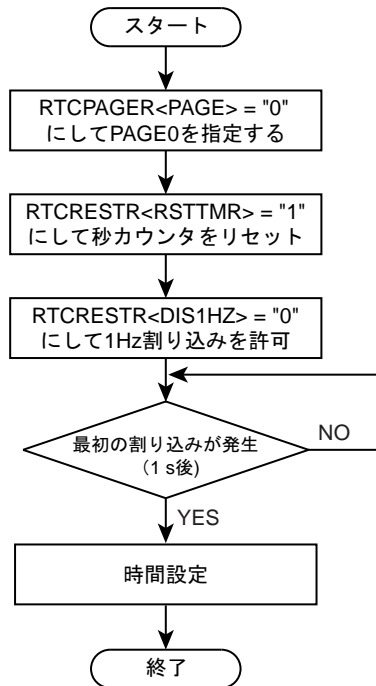 スタート
RTCPAGER<PAGE> = "0"
にしてPAGE0を指定する
RTCRESTR<RSTTMR> = "1"
にして秒カウンタをリセット
RTCRESTR<DIS1HZ> = "0"
にして1Hz割り込みを許可
最初の割り込みが発生
（1 s後)
NO
YES
時間設定
終了